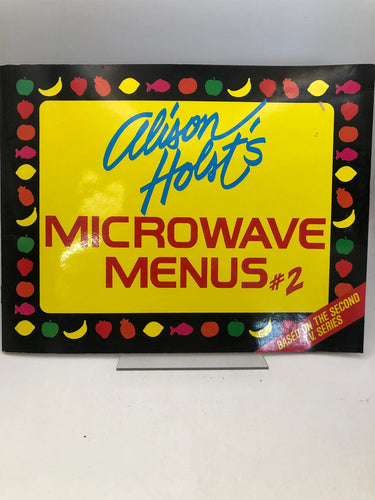 Alison
Holst's
MICROWAVE
MENUS #2
BASED ON THE SECOND
T.V. SERIES